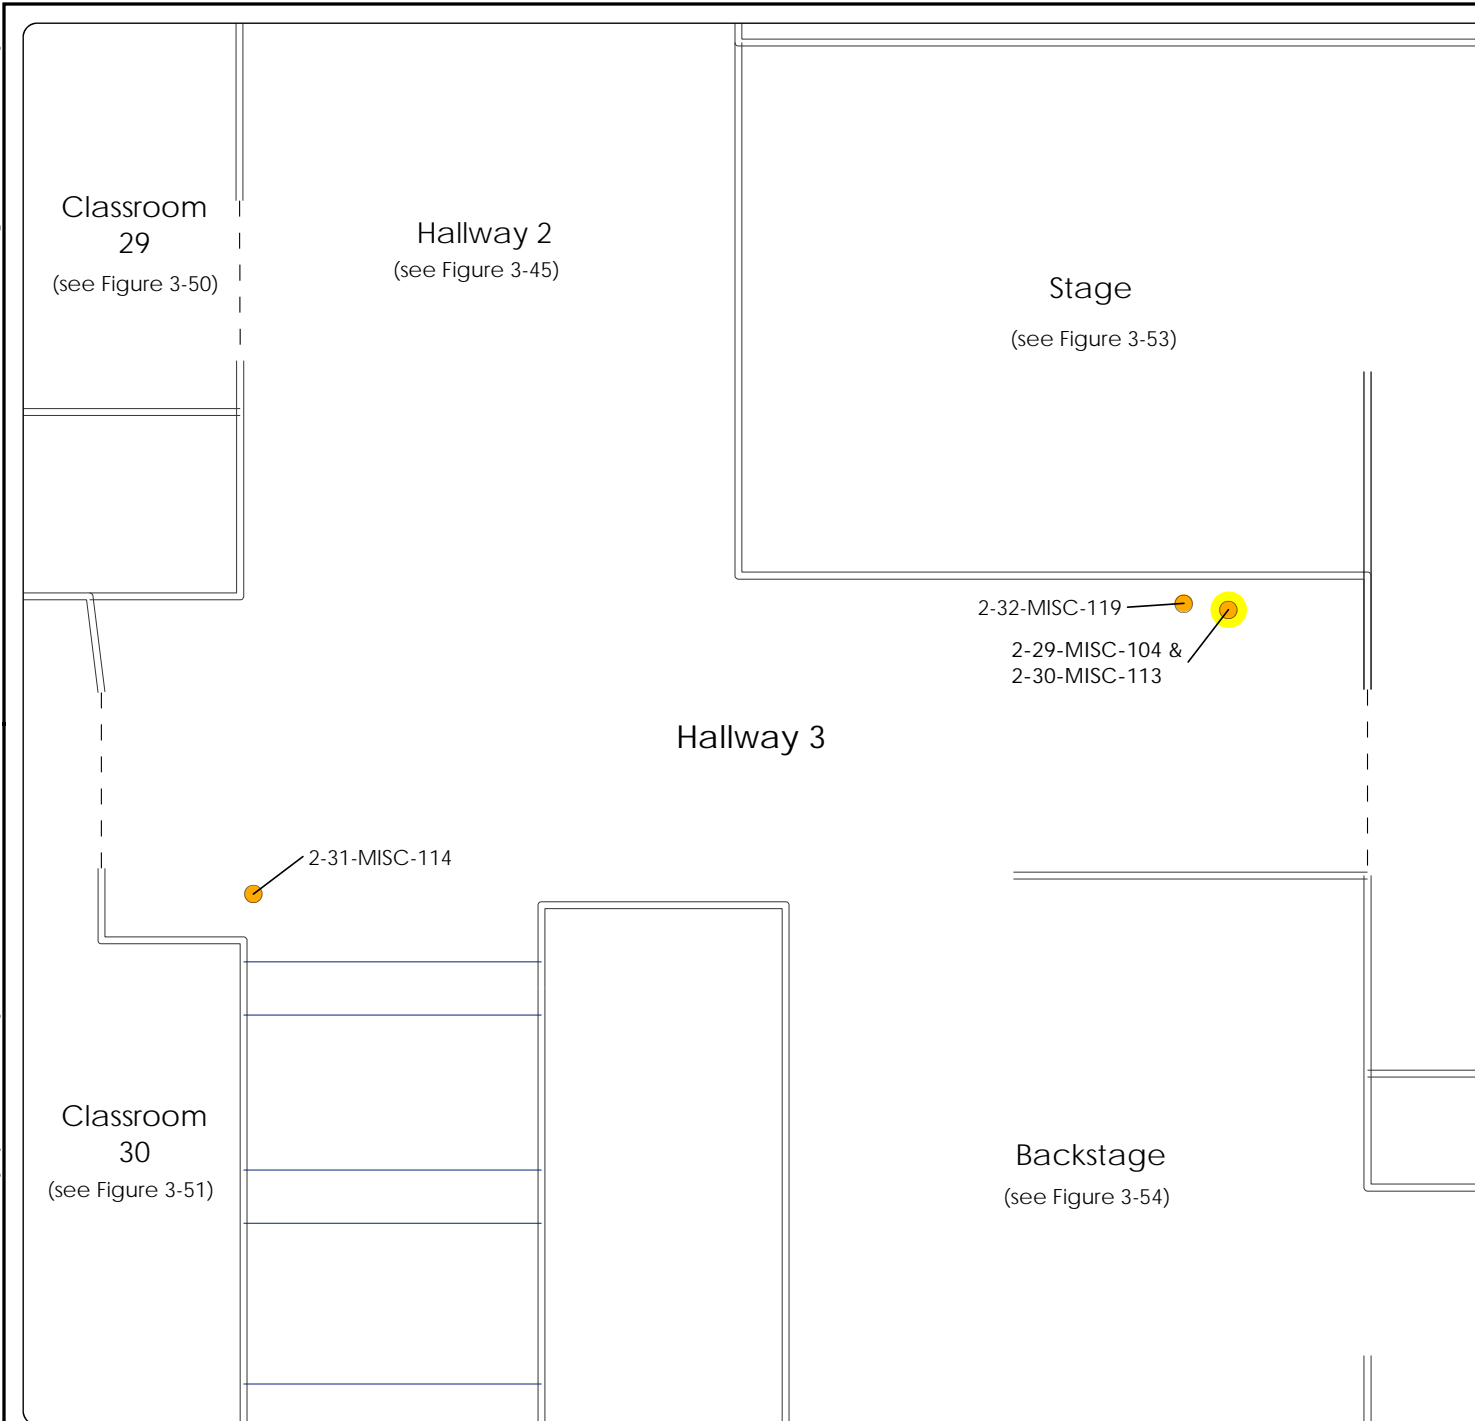 Classroom
29
(see Figure 3-50)
Hallway 2
(see Figure 3-45)
Stage
(see Figure 3-53)
2-32-MISC-119
2-29-MISC-104 &
2-30-MISC-113
Hallway 3
2-31-MISC-114
Classroom
30
(see Figure 3-51)
Backstage
(see Figure 3-54)